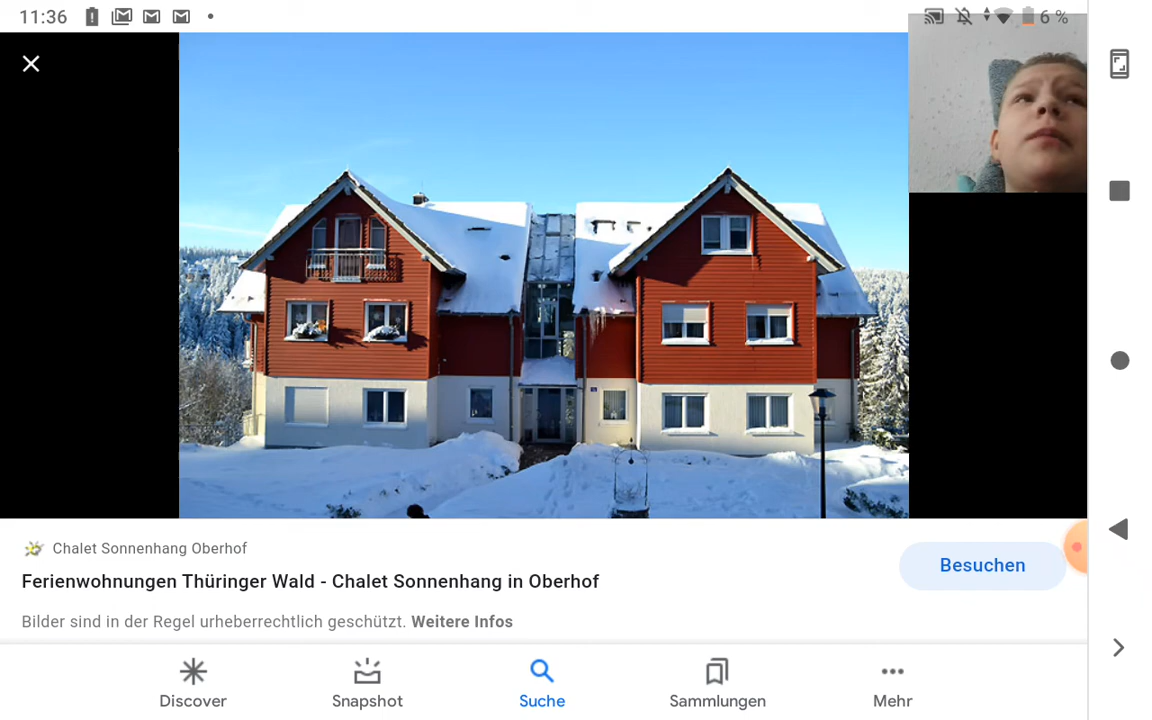 11:36
6 %
Chalet Sonnenhang Oberhof
Ferienwohnungen Thüringer Wald - Chalet Sonnenhang in Oberhof
Besuchen
Bilder sind in der Regel urheberrechtlich geschützt. Weitere Infos
Discover
Snapshot
Suche
Sammlungen
Mehr